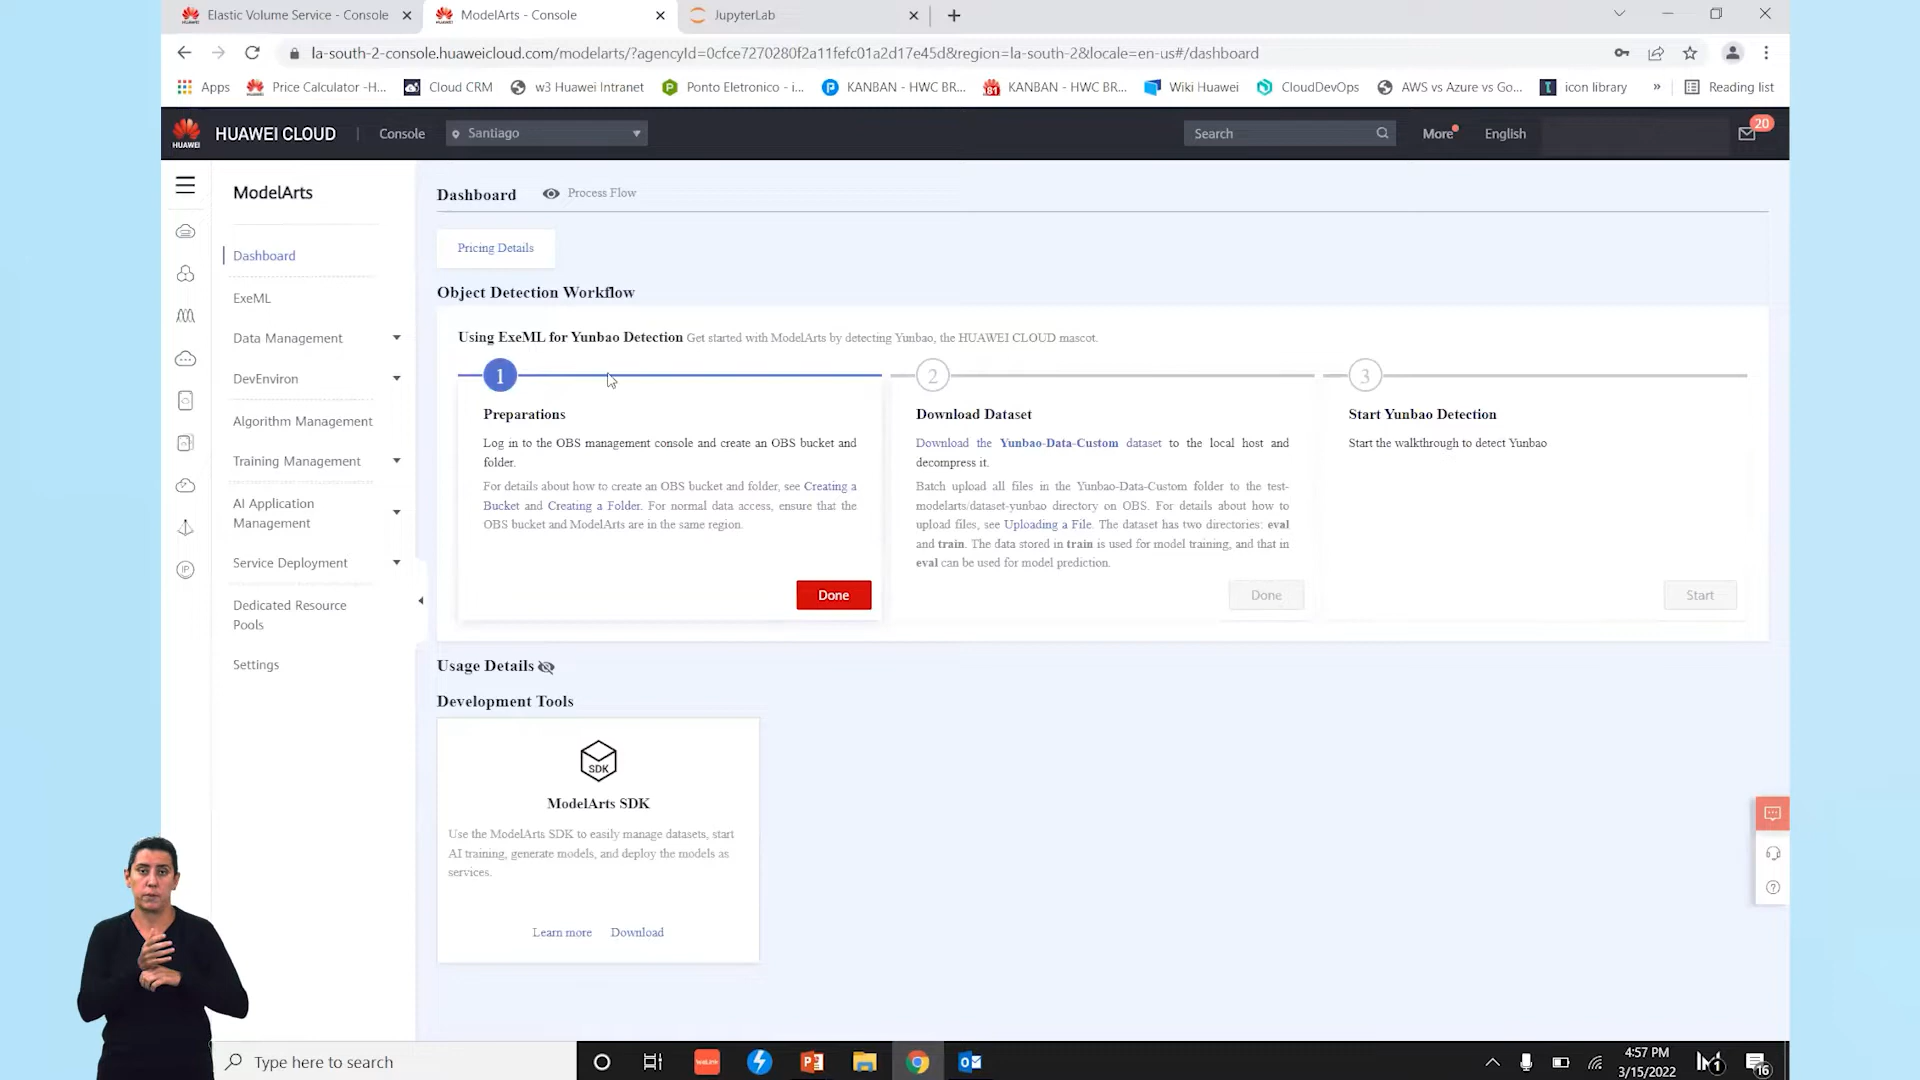 Elastic Volume Service - Console
ModelArts - Console
JupyterLab
la-south-2-console.huaweicloud.com/modelarts/?agencyId=0cfce7270280f2a11fefc01a2d17e45d&region=la-south-2&locale=en-us#/dashboard
Apps
Price Calculator -H...
Cloud CRM
w3 Huawei Intranet
Ponto Eletronico - i...
KANBAN - HWC BR...
KANBAN - HWC BR...
Wiki Huawei
CloudDevOps
AWS vs Azure vs Go...
icon library
»
Reading list
HUAWEI
HUAWEI CLOUD
Console
Santiago
Search
More
English
20
ModelArts
Dashboard
ExeML
Data Management
DevEnviron
Algorithm Management
Training Management
AI Application
Management
Service Deployment
Dedicated Resource
Pools
Settings
Dashboard
Process Flow
Pricing Details
Object Detection Workflow
Using ExeML for Yunbao Detection Get started with ModelArts by detecting Yunbao, the HUAWEI CLOUD mascot.
1
Preparations
Log in to the OBS management console and create an OBS bucket and
folder.
For details about how to create an OBS bucket and folder, see Creating a
Bucket and Creating a Folder. For normal data access, ensure that the
OBS bucket and ModelArts are in the same region.
Done
2
Download Dataset
Download the Yunbao-Data-Custom dataset to the local host and
decompress it.
Batch upload all files in the Yunbao-Data-Custom folder to the test-
modelarts/dataset-yunbao directory on OBS. For details about how to
upload files, see Uploading a File. The dataset has two directories: eval
and train. The data stored in train is used for model training, and that in
eval can be used for model prediction.
Done
3
Start Yunbao Detection
Start the walkthrough to detect Yunbao
Start
Usage Details
Development Tools
SDK
ModelArts SDK
Use the ModelArts SDK to easily manage datasets, start
AI training, generate models, and deploy the models as
services.
Learn more
Download
Type here to search
4:57 PM
3/15/2022
1
16